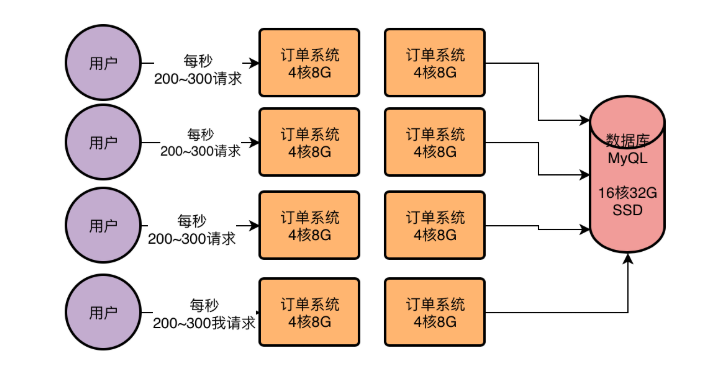 用户
每秒
200~300请求
订单系统
4核8G
订单系统
4核8G
用户
每秒
200~300请求
订单系统
4核8G
订单系统
4核8G
数据库
MyQL
16核32G
SSD
用户
每秒
200~300请求
订单系统
4核8G
订单系统
4核8G
用户
每秒
200~300我请求
订单系统
4核8G
订单系统
4核8G